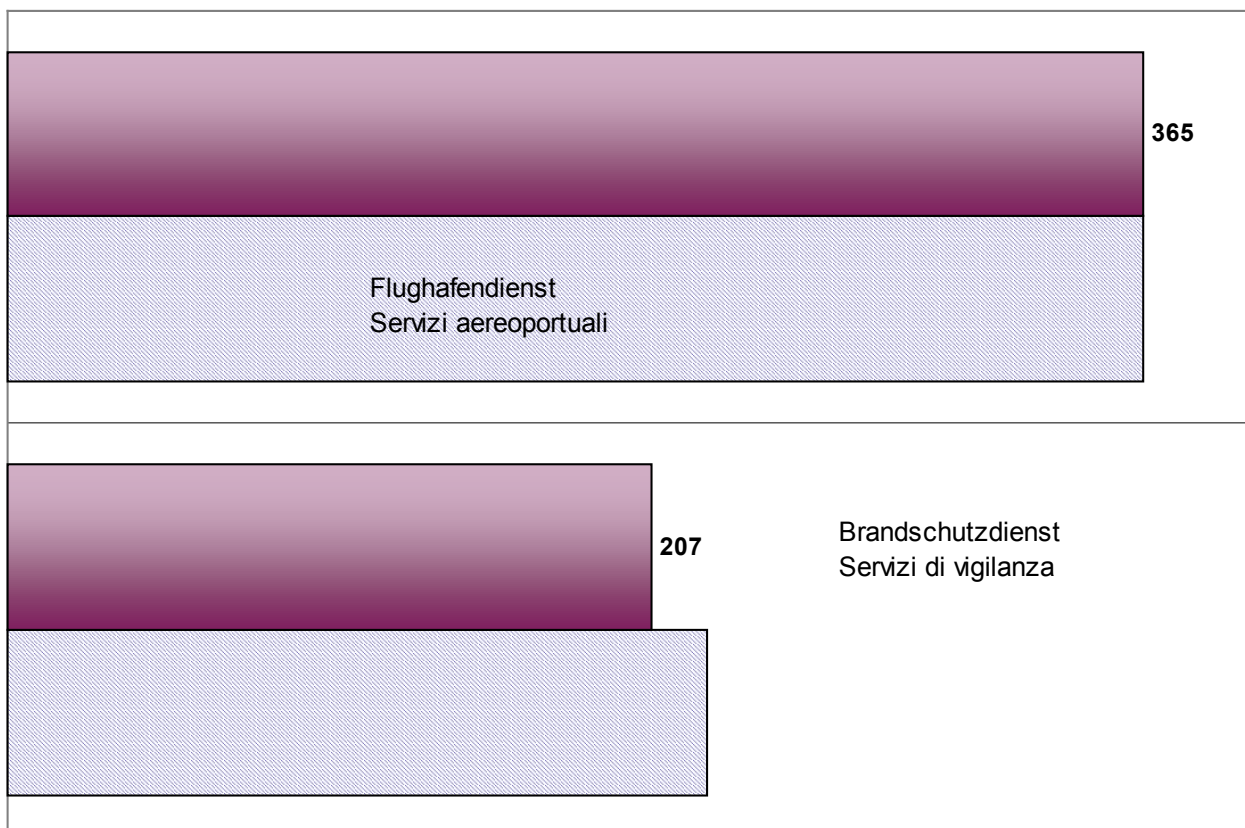 365
Flughafendienst
Servizi aereoportuali
207
Brandschutzdienst
Servizi di vigilanza